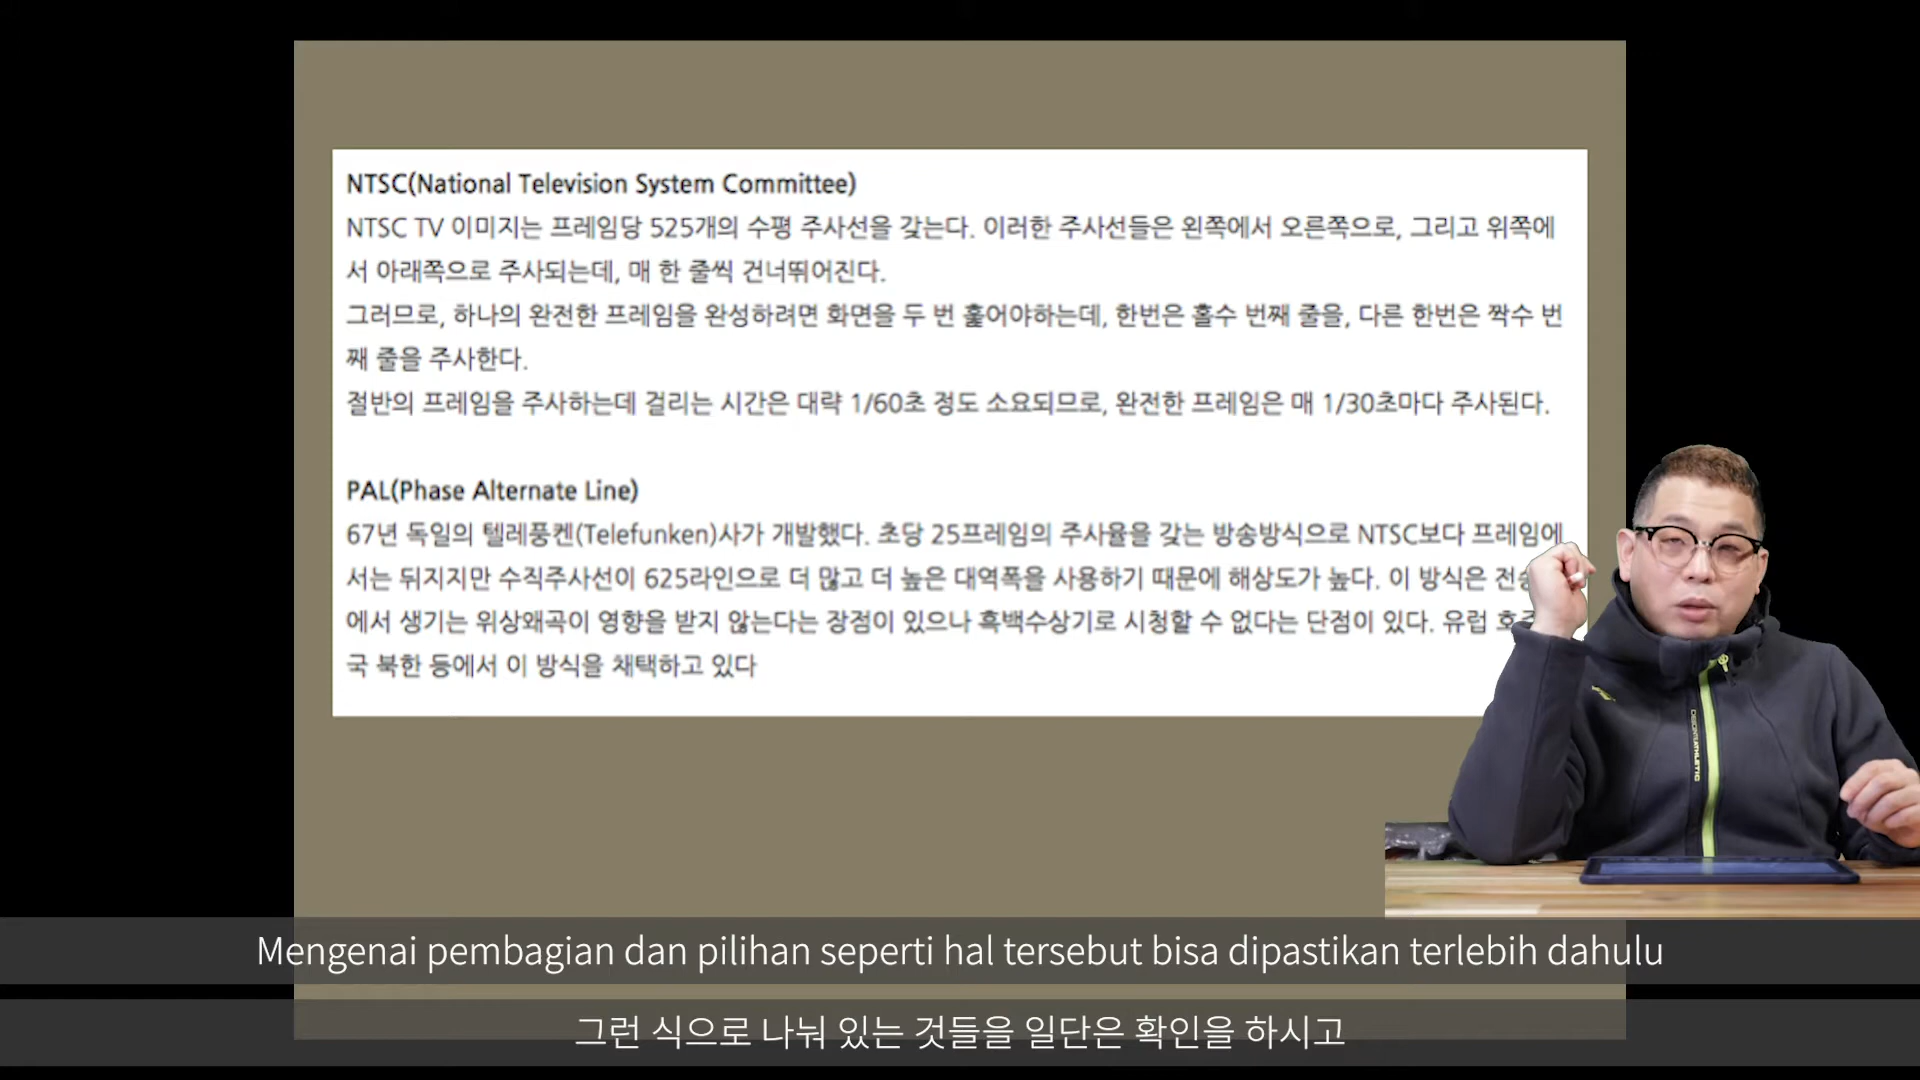 NTSC(National Television System Committee)
NTSC TV 이미지는 프레임당 525개의 수평 주사선을 갖는다. 이러한 주사선들은 왼쪽에서 오른쪽으로, 그리고 위쪽에
서 아래쪽으로 주사되는데, 매 한 줄씩 건너뛰어진다.
그러므로, 하나의 완전한 프레임을 완성하려면 화면을 두 번 훑어야하는데, 한번은 홀수 번째 줄을, 다른 한번은 짝수 번
째 줄을 주사한다.
절반의 프레임을 주사하는데 걸리는 시간은 대략 1/60초 정도 소요되므로, 완전한 프레임은 매 1/30초마다 주사된다.
PAL(Phase Alternate Line)
67년 독일의 텔레풍켄(Telefunken)사가 개발했다. 초당 25프레임의 주사율을 갖는 방송방식으로 NTSC보다 프레임에
서는 뒤지지만 수직주사선이 625라인으로 더 많고 더 높은 대역폭을 사용하기 때문에 해상도가 높다. 이 방식은
에서 생기는 위상왜곡이 영향을 받지 않는다는 장점이 있으나 흑백수상기로 시청할 수 없다는 단점이 있다. 유럽
국 북한 등에서 이 방식을 채택하고 있다
Mengenai pembagian dan pilihan seperti hal tersebut bisa dipastikan terlebih dahulu
그런 식으로 나눠 있는 것들을 일단은 확인을 하시고